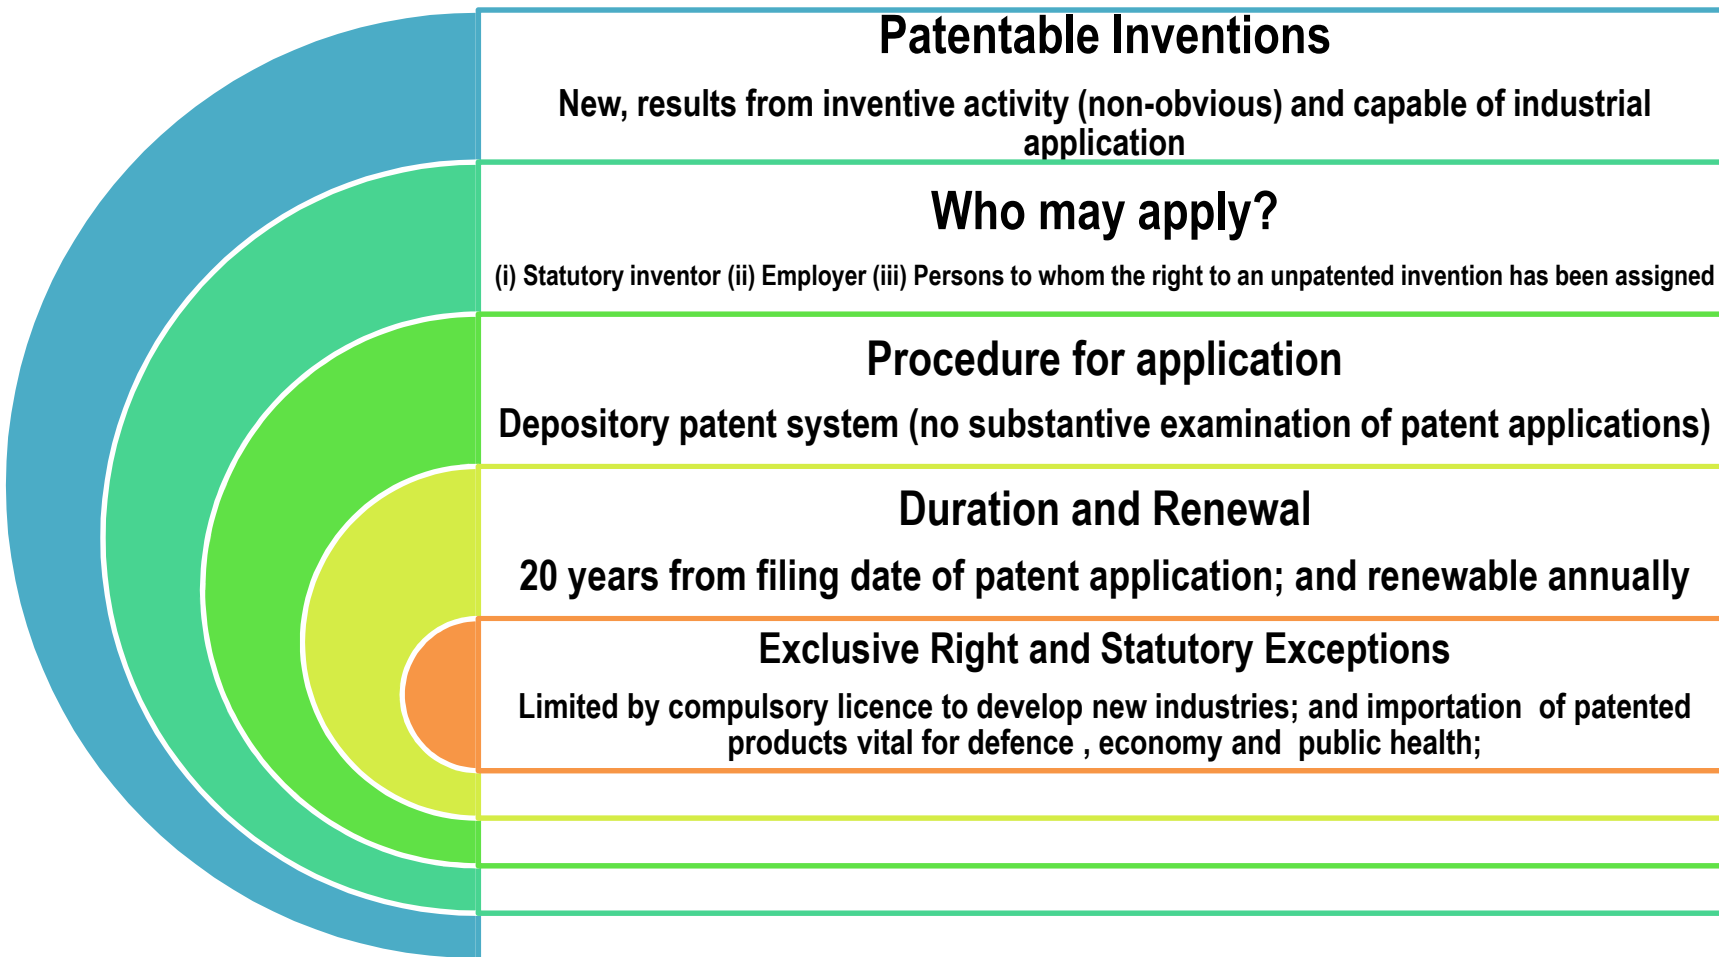 Patentable Inventions
New, results from inventive activity (non-obvious) and capable of industrial
application
Who may apply?
(i) Statutory inventor (ii) Employer (iii) Persons to whom the right to an unpatented invention has been assigned
Procedure for application
Depository patent system (no substantive examination of patent applications)
Duration and Renewal
20 years from filing date of patent application; and renewable annually
Exclusive Right and Statutory Exceptions
Limited by compulsory licence to develop new industries; and importation  of patented
products vital for defence , economy and  public health;